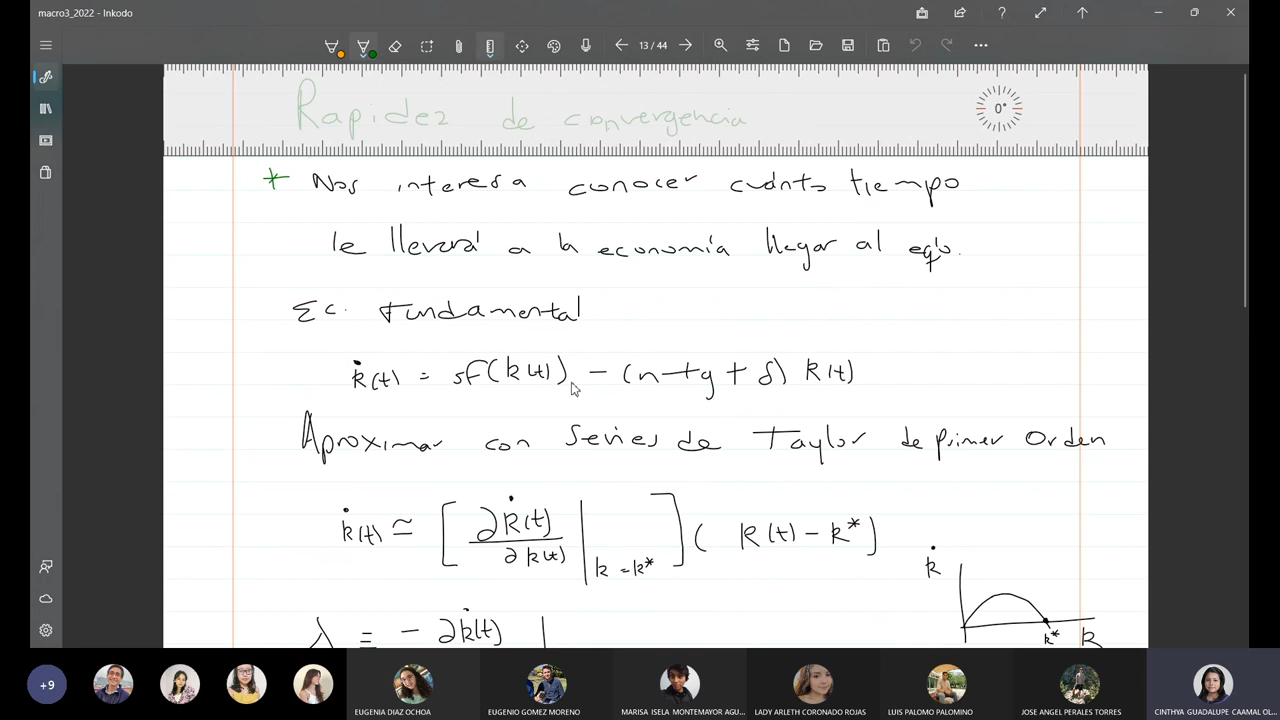 macro3_2022 - Inkodo
13 / 44
Rapidez de convergencia
0°
* Nos interesa conocer cuánto tiempo
le llevará a la economía llegar al eqio.
Ec. Fundamental
k̇(t) = sf(k(t)) - (n+g+δ) k(t)
Aproximar con Series de Taylor de primer Orden
k̇(t) ≃ [ ∂k̇(t) / ∂k(t) | k=k* ] ( k(t) - k* )
k̇
k*
k
λ ≡ - ∂k̇(t) |
+9
EUGENIA DIAZ OCHOA
EUGENIO GOMEZ MORENO
MARISA ISELA MONTEMAYOR AGU...
LADY ARLETH CORONADO ROJAS
LUIS PALOMO PALOMINO
JOSE ANGEL PERALES TORRES
CINTHYA GUADALUPE CAAMAL OL...